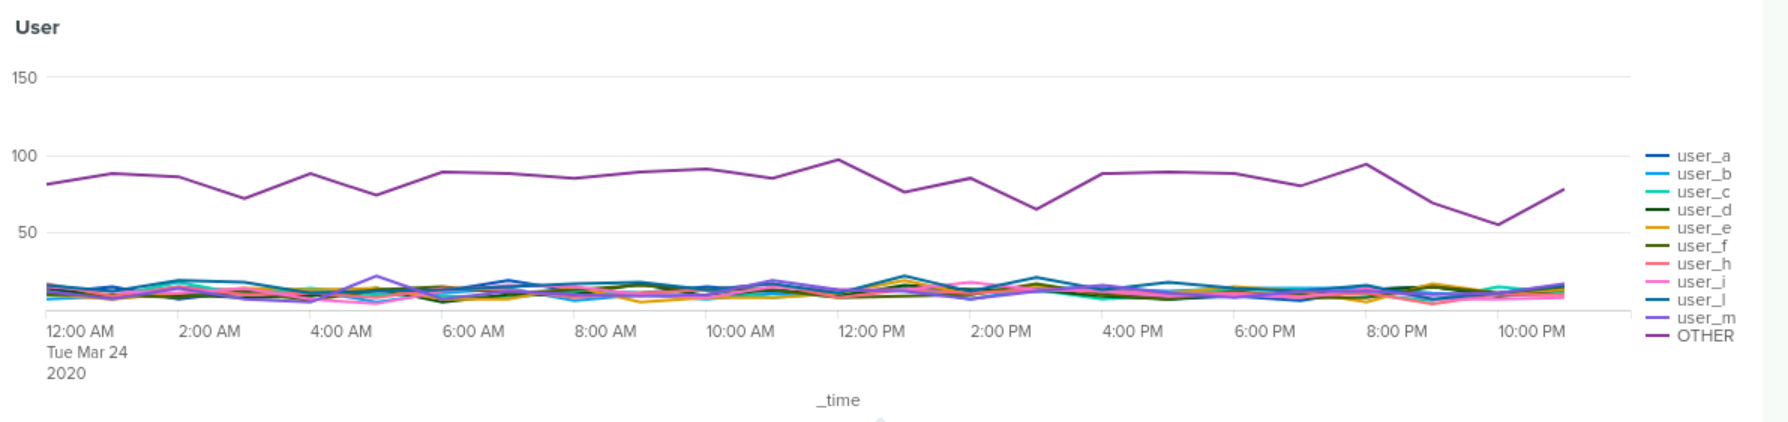 User
150
100
50
12:00 AM 2:00 AM 4:00 AM 6:00 AM 8:00 AM 10:00 AM 12:00 PM 2:00 PM 4:00 PM 6:00 PM 8:00 PM 10:00 PM
Tue Mar 24
2020
_time
user_a
user_b
user_c
user_d
user_e
user_f
user_h
user_i
user_l
user_m
OTHER